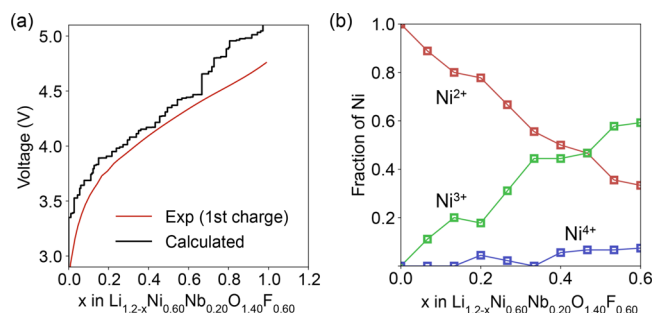 (a)
5.0
4.5
4.0
3.5
3.0
Voltage (V)
Exp (1st charge)
Calculated
0.0 0.2 0.4 0.6 0.8 1.0 1.2
x in Li₁.₂₋ₓNi₀.₆₀Nb₀.₂₀O₁.₄₀F₀.₆₀
(b)
1.0
0.8
0.6
0.4
0.2
Fraction of Ni
Ni²⁺
Ni³⁺
Ni⁴⁺
0.0 0.2 0.4 0.6
x in Li₁.₂₋ₓNi₀.₆₀Nb₀.₂₀O₁.₄₀F₀.₆₀